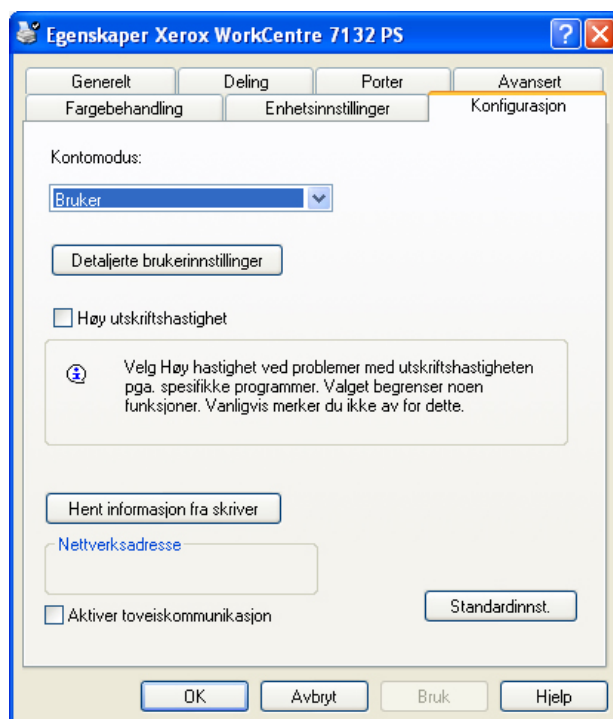 Egenskaper Xerox WorkCentre 7132 PS
Generelt
Deling
Porter
Avansert
Fargebehandling
Enhetsinnstillinger
Konfigurasjon
Kontomodus:
Bruker
Detaljerte brukerinnstillinger
Høy utskriftshastighet
Velg Høy hastighet ved problemer med utskriftshastigheten
pga. spesifikke programmer. Valget begrenser noen
funksjoner. Vanligvis merker du ikke av for dette.
Hent informasjon fra skriver
Nettverksadresse
Aktiver toveiskommunikasjon
Standardinnst.
OK
Avbryt
Bruk
Hjelp